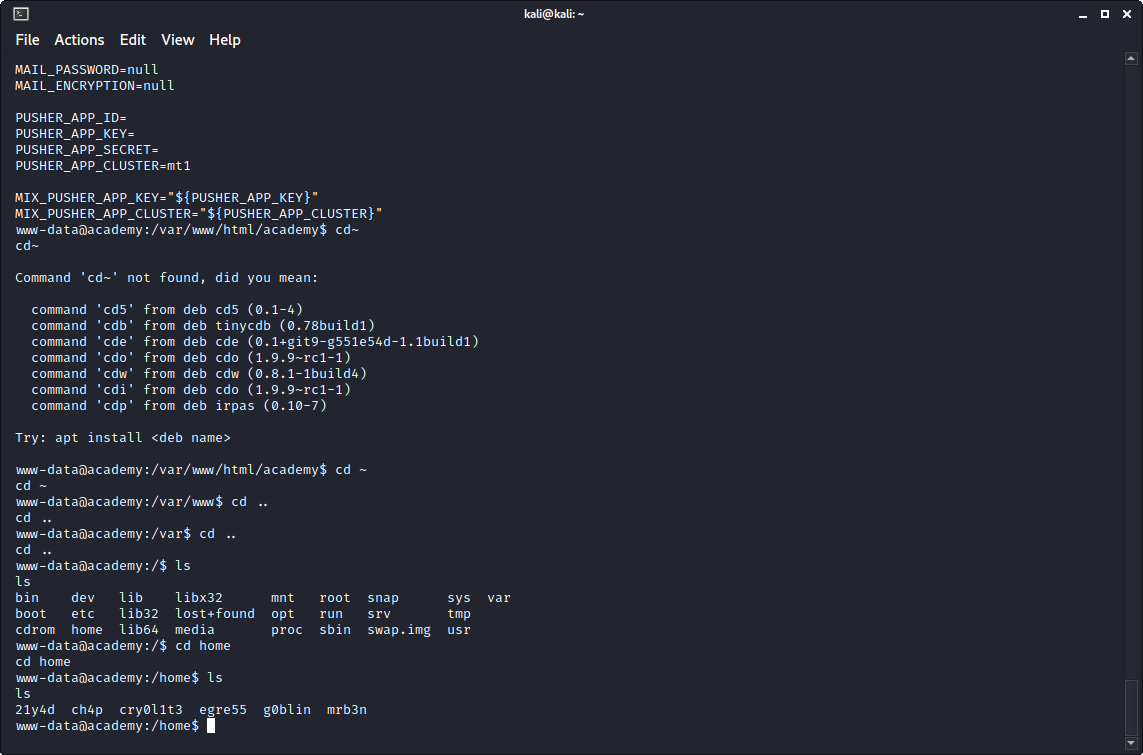 kali@kali: ~
File Actions Edit View Help
MAIL_PASSWORD=null
MAIL_ENCRYPTION=null
PUSHER_APP_ID=
PUSHER_APP_KEY=
PUSHER_APP_SECRET=
PUSHER_APP_CLUSTER=mt1
MIX_PUSHER_APP_KEY="${PUSHER_APP_KEY}"
MIX_PUSHER_APP_CLUSTER="${PUSHER_APP_CLUSTER}"
www-data@academy:/var/www/html/academy$ cd~
cd~
Command 'cd~' not found, did you mean:
  command 'cd5' from deb cd5 (0.1-4)
  command 'cdb' from deb tinycdb (0.78build1)
  command 'cde' from deb cde (0.1+git9-g551e54d-1.1build1)
  command 'cdo' from deb cdo (1.9.9~rc1-1)
  command 'cdw' from deb cdw (0.8.1-1build4)
  command 'cdi' from deb cdo (1.9.9~rc1-1)
  command 'cdp' from deb irpas (0.10-7)
Try: apt install <deb name>
www-data@academy:/var/www/html/academy$ cd ~
cd ~
www-data@academy:/var/www$ cd ..
cd ..
www-data@academy:/var$ cd ..
cd ..
www-data@academy:/$ ls
ls
bin    dev   lib    libx32      mnt   root  snap      sys  var
boot   etc   lib32  lost+found  opt   run   srv       tmp
cdrom  home  lib64  media       proc  sbin  swap.img  usr
www-data@academy:/$ cd home
cd home
www-data@academy:/home$ ls
ls
21y4d  ch4p  cry0l1t3  egre55  g0blin  mrb3n
www-data@academy:/home$